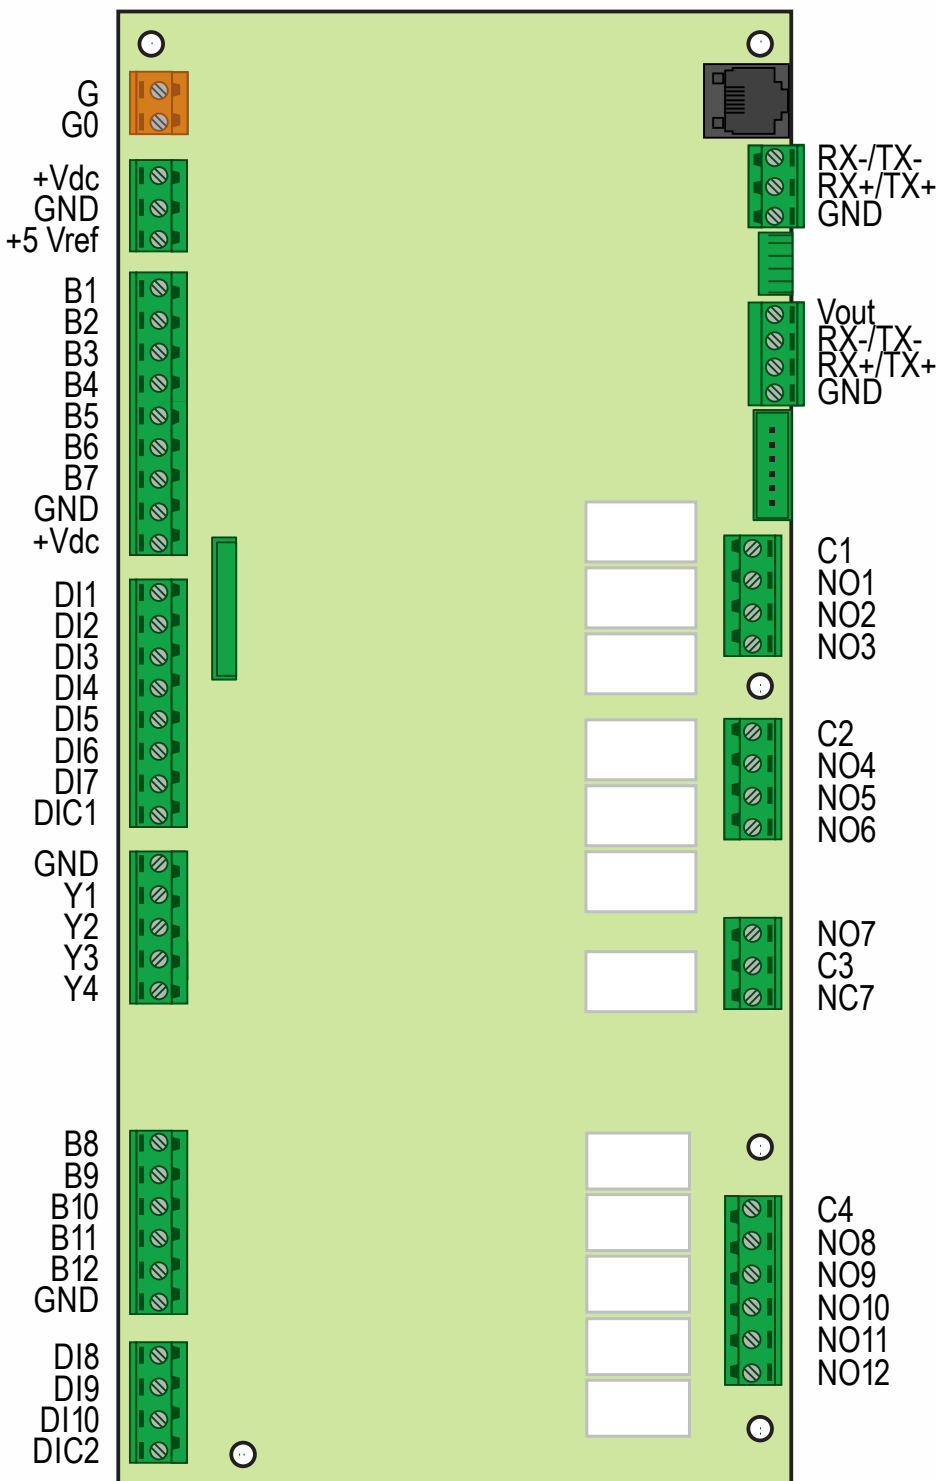 G
G0
+Vdc
GND
+5 Vref
B1
B2
B3
B4
B5
B6
B7
GND
+Vdc
DI1
DI2
DI3
DI4
DI5
DI6
DI7
DIC1
GND
Y1
Y2
Y3
Y4
B8
B9
B10
B11
B12
GND
DI8
DI9
DI10
DIC2
RX-/TX-
RX+/TX+
GND
Vout
RX-/TX-
RX+/TX+
GND
C1
NO1
NO2
NO3
C2
NO4
NO5
NO6
NO7
C3
NC7
C4
NO8
NO9
NO10
NO11
NO12